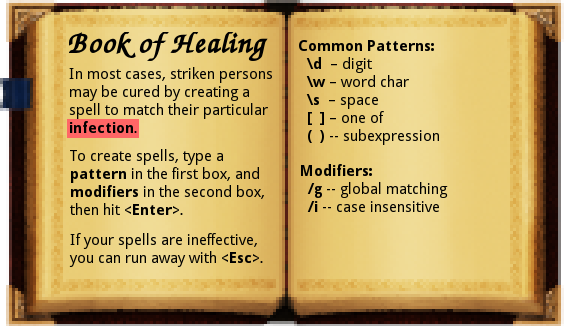 Book of Healing
In most cases, striken persons
may be cured by creating a
spell to match their particular
infection.
To create spells, type a
pattern in the first box, and
modifiers in the second box,
then hit <Enter>.
If your spells are ineffective,
you can run away with <Esc>.
Common Patterns:
\d – digit
\w – word char
\s – space
[ ] – one of
( ) -- subexpression
Modifiers:
/g -- global matching
/i -- case insensitive